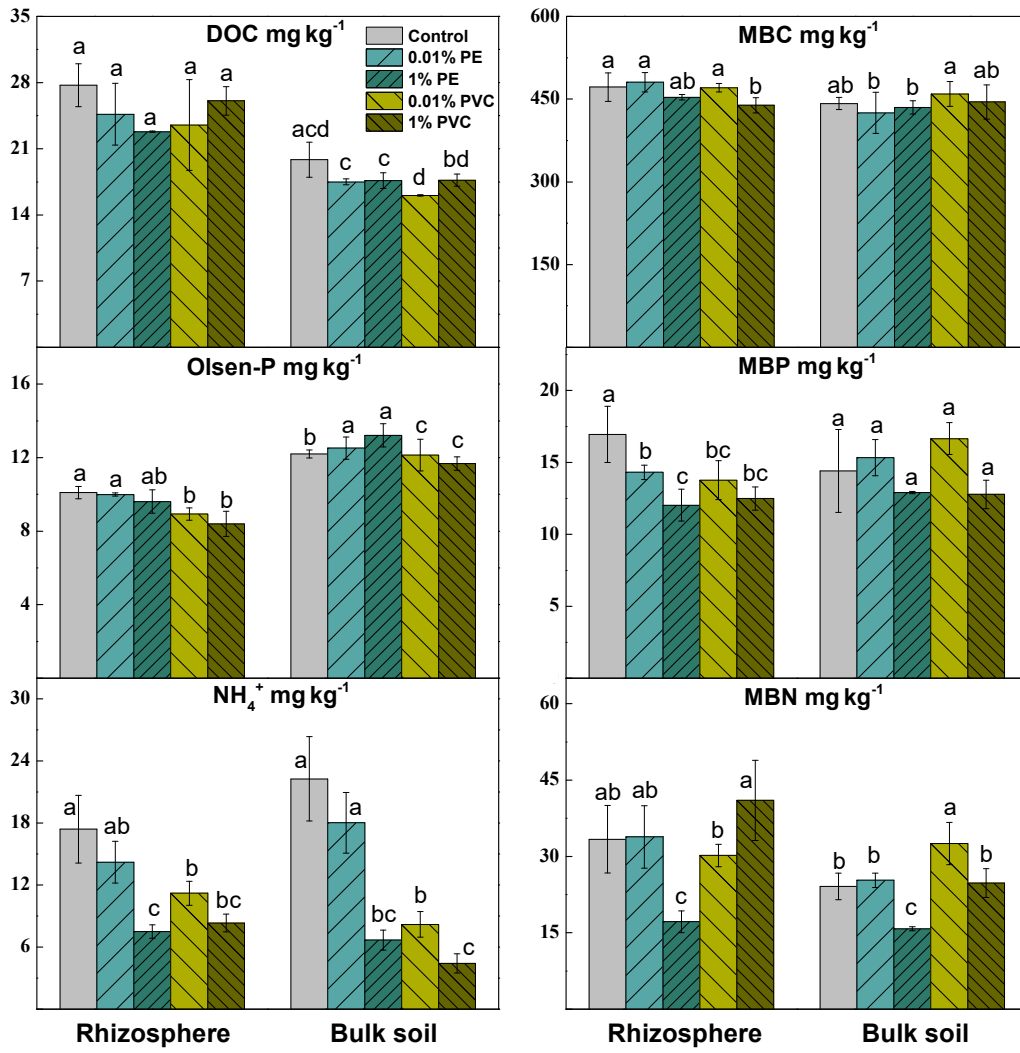 DOC mg kg⁻¹
35
28
21
14
7
a
a
a
a
a
acd
c
c
d
bd
Control
0.01% PE
1% PE
0.01% PVC
1% PVC
MBC mg kg⁻¹
600
450
300
150
a
a
ab
a
b
ab
b
b
a
ab
Olsen-P mg kg⁻¹
16
12
8
4
a
a
ab
b
b
b
a
a
c
c
MBP mg kg⁻¹
20
15
10
5
a
b
c
bc
bc
a
a
a
a
a
NH₄⁺ mg kg⁻¹
30
24
18
12
6
a
ab
c
b
bc
a
a
bc
b
c
Rhizosphere
Bulk soil
MBN mg kg⁻¹
60
45
30
15
ab
ab
c
b
a
b
b
c
a
b
Rhizosphere
Bulk soil